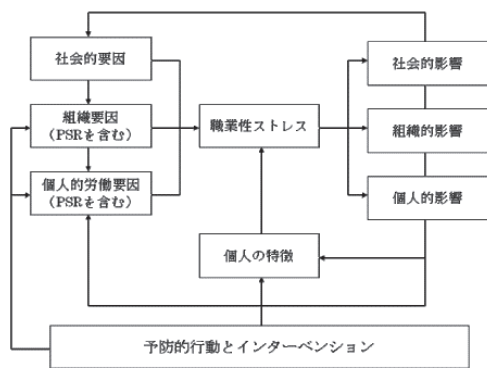 社会的要因
組織要因
(PSRを含む)
個人的労働要因
(PSRを含む)
職業性ストレス
社会的影響
組織的影響
個人的影響
個人の特徴
予防的行動とインターベンション